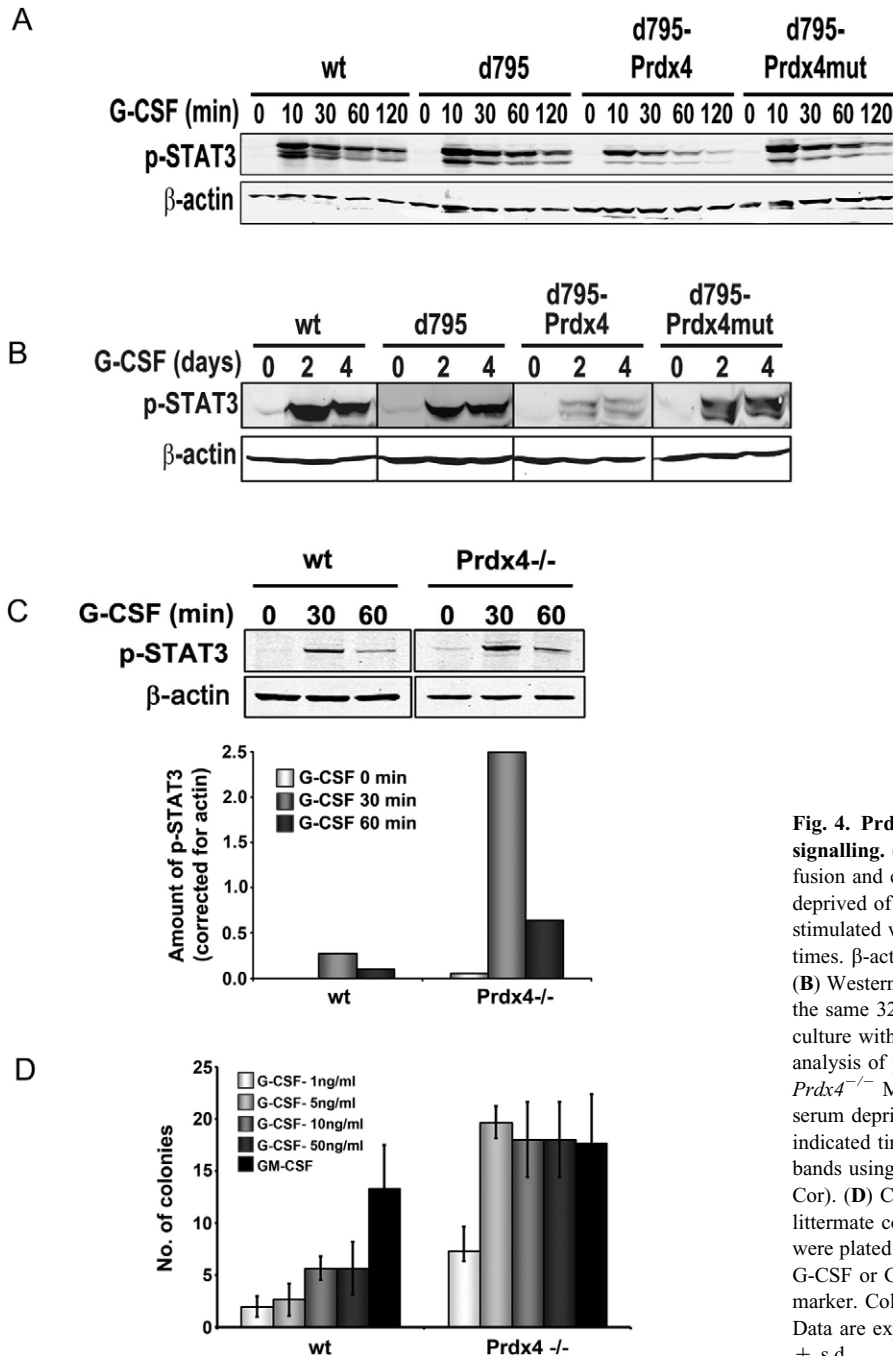 A
wt d795 d795-Prdx4 d795-Prdx4mut
G-CSF (min) 0 10 30 60 120 0 10 30 60 120 0 10 30 60 120 0 10 30 60 120
p-STAT3
β-actin
B
wt d795 d795-Prdx4 d795-Prdx4mut
G-CSF (days) 0 2 4 0 2 4 0 2 4 0 2 4
p-STAT3
β-actin
C
wt Prdx4-/-
G-CSF (min) 0 30 60 0 30 60
p-STAT3
β-actin
Amount of p-STAT3
(corrected for actin)
2.5
2.0
1.5
1.0
0.5
0.0
G-CSF 0 min
G-CSF 30 min
G-CSF 60 min
wt Prdx4-/-
D
No. of colonies
25
20
15
10
5
0
G-CSF- 1ng/ml
G-CSF- 5ng/ml
G-CSF- 10ng/ml
G-CSF- 50ng/ml
GM-CSF
wt Prdx4 -/-
Fig. 4. Prd
signalling. (
fusion and c
deprived of
stimulated w
times. β-act
(B) Western
the same 32
culture with
analysis of p
Prdx4−/− M
serum depri
indicated tin
bands using
Cor). (D) C
littermate co
were plated
G-CSF or G
marker. Col
Data are ex